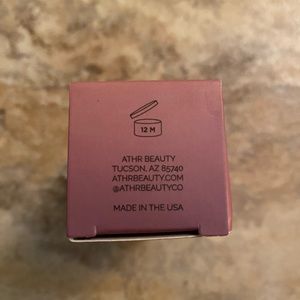 12 M
ATHR BEAUTY
TUCSON, AZ 85740
ATHRBEAUTY.COM
@ATHRBEAUTYCO
MADE IN THE USA